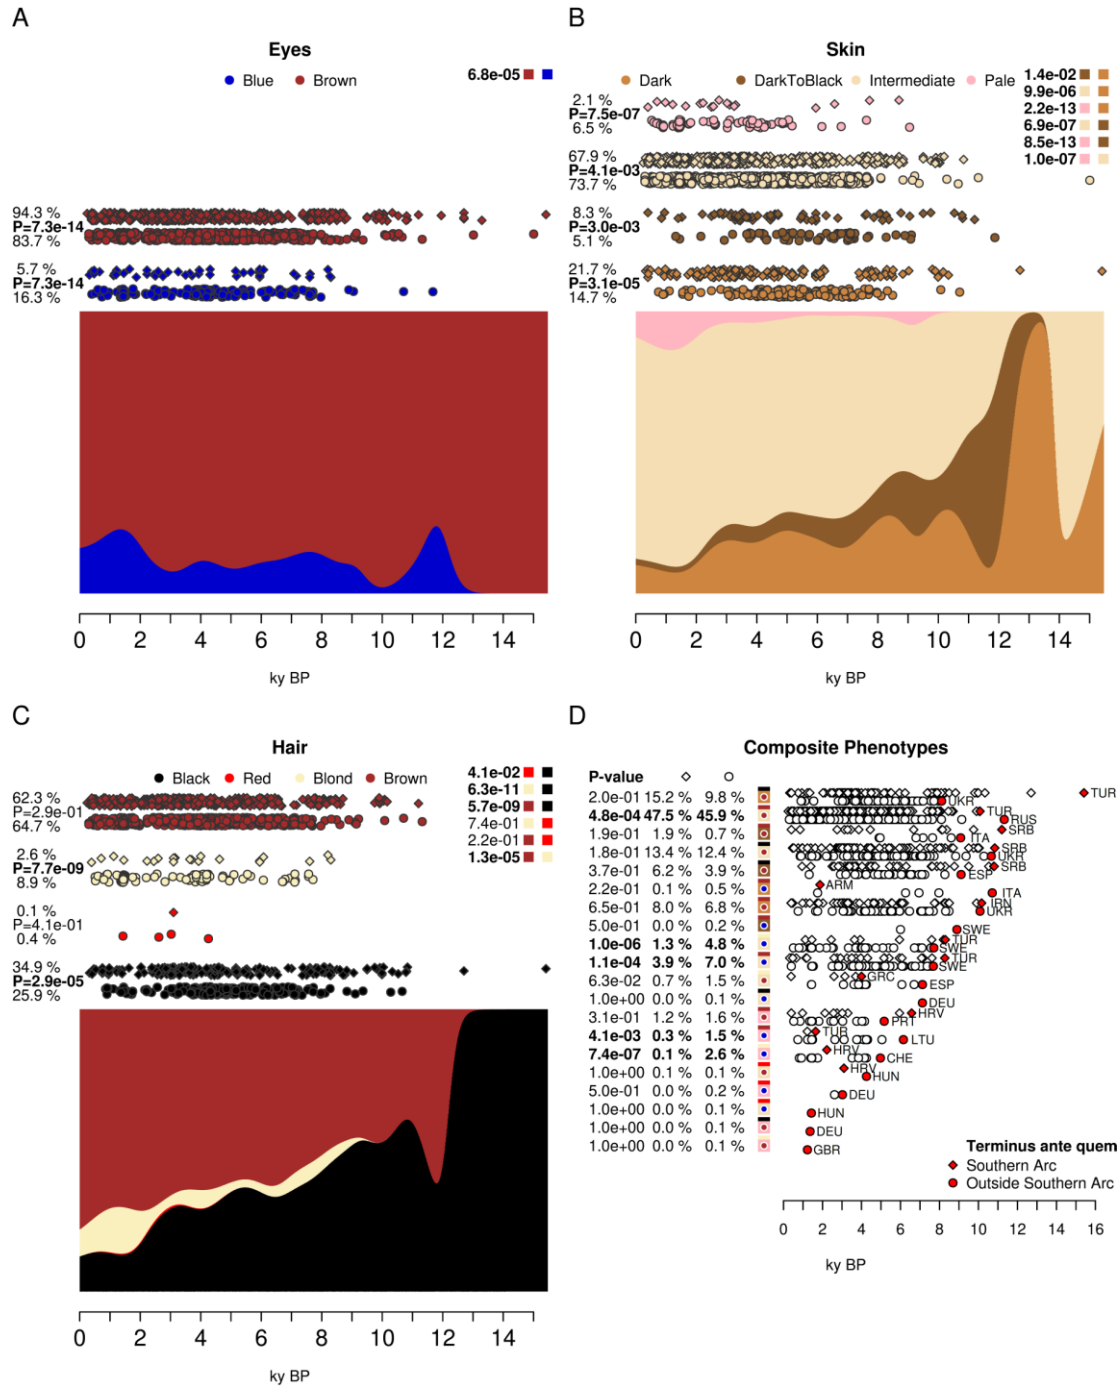 A
Eyes
Blue Brown
6.8e-05
94.3 %
P=7.3e-14
83.7 %
5.7 %
P=7.3e-14
16.3 %
0 2 4 6 8 10 12 14
ky BP
B
Skin
Dark DarkToBlack Intermediate Pale
1.4e-02
9.9e-06
2.2e-13
6.9e-07
8.5e-13
1.0e-07
2.1 %
P=7.5e-07
6.5 %
67.9 %
P=4.1e-03
73.7 %
8.3 %
P=3.0e-03
5.1 %
21.7 %
P=3.1e-05
14.7 %
0 2 4 6 8 10 12 14
ky BP
C
Hair
Black Red Blond Brown
4.1e-02
6.3e-11
5.7e-09
7.4e-01
2.2e-01
1.3e-05
62.3 %
P=2.9e-01
64.7 %
2.6 %
P=7.7e-09
8.9 %
0.1 %
P=4.1e-01
0.4 %
34.9 %
P=2.9e-05
25.9 %
0 2 4 6 8 10 12 14
ky BP
D
Composite Phenotypes
P-value
2.0e-01 15.2 % 9.8 % TUR
UKR
4.8e-04 47.5 % 45.9 % TUR
RUS
1.9e-01 1.9 % 0.7 % SRB
ITA
1.8e-01 13.4 % 12.4 % SRB
UKR
3.7e-01 6.2 % 3.9 % SRB
ESP
2.2e-01 0.1 % 0.5 % ARM
ITA
6.5e-01 8.0 % 6.8 % IRN
UKR
5.0e-01 0.0 % 0.2 % SWE
1.0e-06 1.3 % 4.8 % TUR
SWE
1.1e-04 3.9 % 7.0 % TUR
SWE
6.3e-02 0.7 % 1.5 % GRC
ESP
1.0e+00 0.0 % 0.1 % DEU
3.1e-01 1.2 % 1.6 % HRV
PRT
4.1e-03 0.3 % 1.5 % TUR
LTU
7.4e-07 0.1 % 2.6 % HRV
CHE
1.0e+00 0.1 % 0.1 % HRV
HUN
5.0e-01 0.0 % 0.2 % DEU
1.0e+00 0.0 % 0.1 % HUN
1.0e+00 0.0 % 0.1 % DEU
1.0e+00 0.0 % 0.1 % GBR
Terminus ante quem
Southern Arc
Outside Southern Arc
0 2 4 6 8 10 12 14 16
ky BP